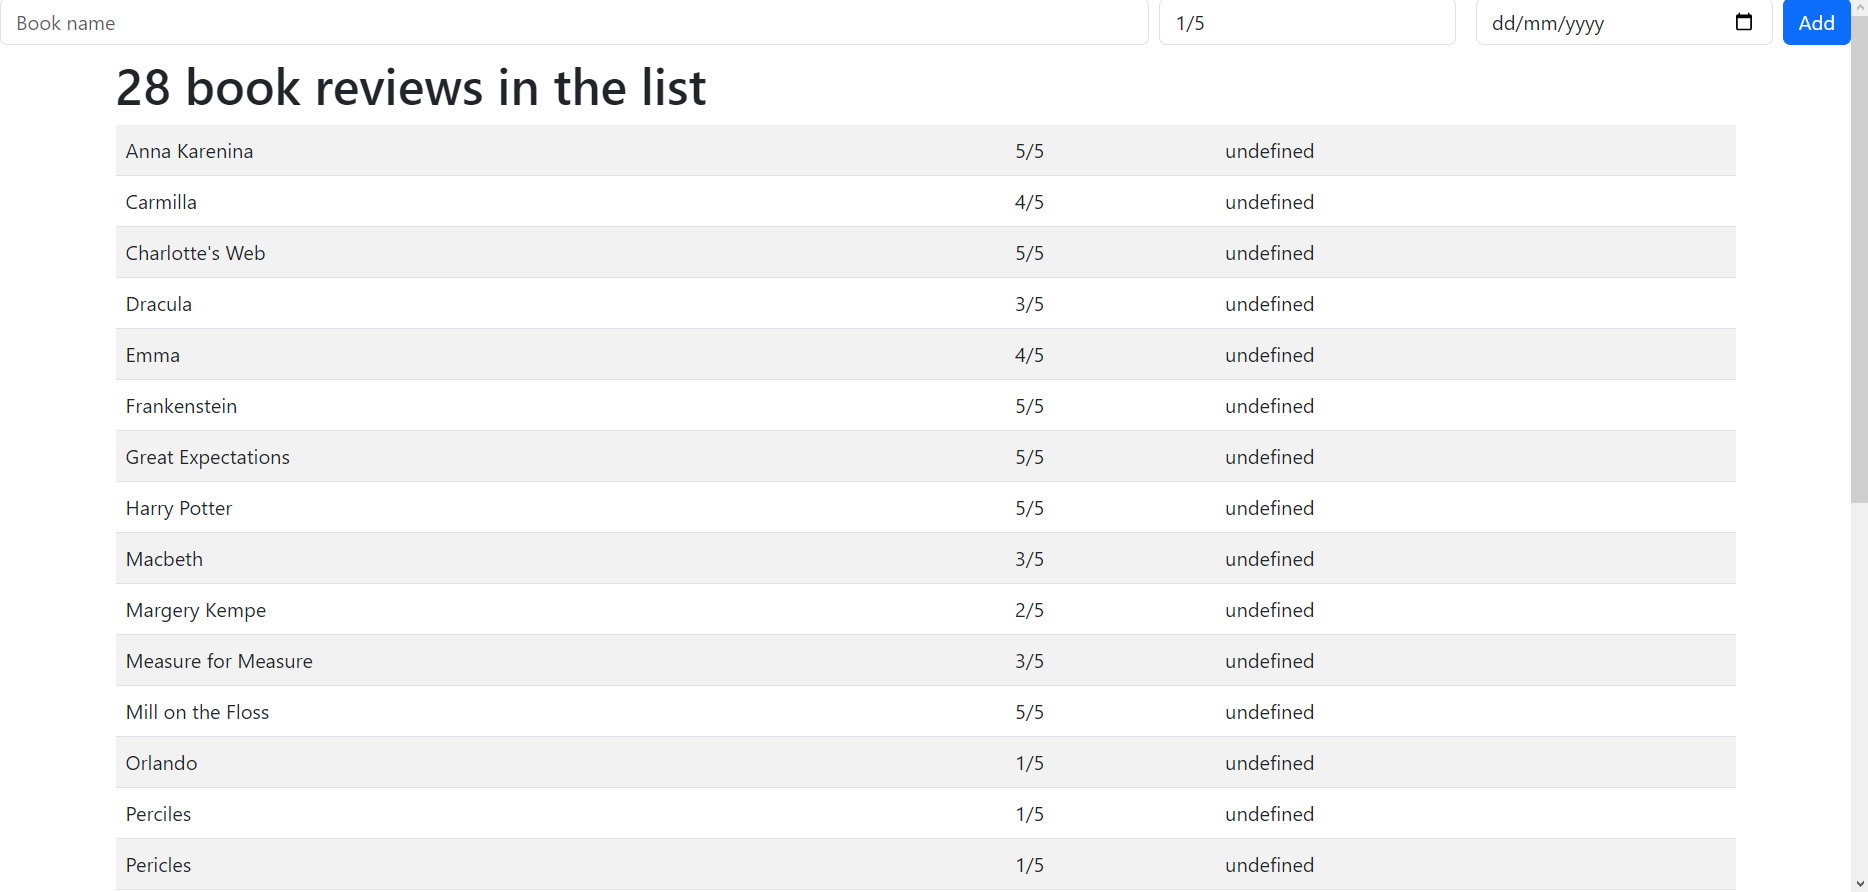 Book name 1/5 dd/mm/yyyy Add
28 book reviews in the list
Anna Karenina 5/5 undefined
Carmilla 4/5 undefined
Charlotte's Web 5/5 undefined
Dracula 3/5 undefined
Emma 4/5 undefined
Frankenstein 5/5 undefined
Great Expectations 5/5 undefined
Harry Potter 5/5 undefined
Macbeth 3/5 undefined
Margery Kempe 2/5 undefined
Measure for Measure 3/5 undefined
Mill on the Floss 5/5 undefined
Orlando 1/5 undefined
Perciles 1/5 undefined
Pericles 1/5 undefined